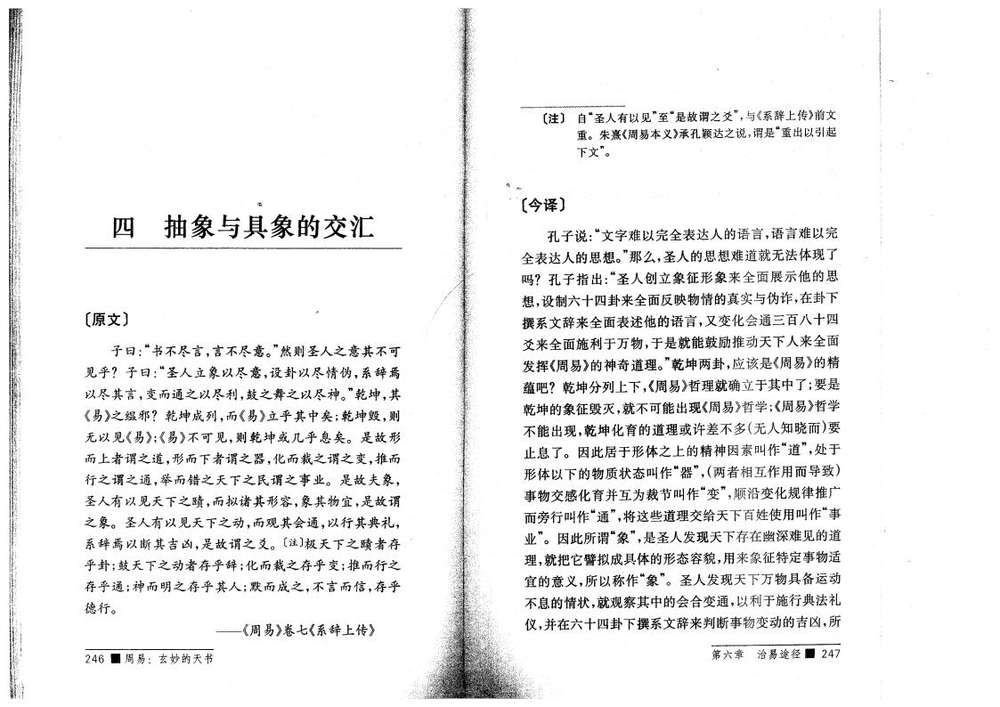 四 抽象与具象的交汇
〔原文〕
子曰:“书不尽言,言不尽意。”然则圣人之意其不可
见乎? 子曰:“圣人立象以尽意,设卦以尽情伪,系辞焉
以尽其言,变而通之以尽利,鼓之舞之以尽神。”乾坤,其
《易》之缊邪? 乾坤成列,而《易》立乎其中矣;乾坤毁,则
无以见《易》;《易》不可见,则乾坤或几乎息矣。是故形
而上者谓之道,形而下者谓之器,化而裁之谓之变,推而
行之谓之通,举而错之天下之民谓之事业。是故夫象,
圣人有以见天下之赜,而拟诸其形容,象其物宜,是故谓
之象。圣人有以见天下之动,而观其会通,以行其典礼,
系辞焉以断其吉凶,是故谓之爻。〔注〕极天下之赜者存
乎卦;鼓天下之动者存乎辞;化而裁之存乎变;推而行之
存乎通;神而明之存乎其人;默而成之,不言而信,存乎
德行。
——《周易》卷七《系辞上传》
246 ■ 周易:玄妙的天书
〔注〕 自“圣人有以见”至“是故谓之爻”,与《系辞上传》前文
重。朱熹《周易本义》承孔颖达之说,谓是“重出以引起
下文”。
〔今译〕
孔子说:“文字难以完全表达人的语言,语言难以完
全表达人的思想。”那么,圣人的思想难道就无法体现了
吗? 孔子指出:“圣人创立象征形象来全面展示他的思
想,设制六十四卦来全面反映物情的真实与伪诈,在卦下
撰系文辞来全面表述他的语言,又变化会通三百八十四
爻来全面施利于万物,于是就能鼓励推动天下人来全面
发挥《周易》的神奇道理。”乾坤两卦,应该是《周易》的精
蕴吧? 乾坤分列上下,《周易》哲理就确立于其中了;要是
乾坤的象征毁灭,就不可能出现《周易》哲学;《周易》哲学
不能出现,乾坤化育的道理或许差不多(无人知晓而)要
止息了。因此居于形体之上的精神因素叫作“道”,处于
形体以下的物质状态叫作“器”,(两者相互作用而导致)
事物交感化育并互为裁节叫作“变”,顺沿变化规律推广
而旁行叫作“通”,将这些道理交给天下百姓使用叫作“事
业”。因此所谓“象”,是圣人发现天下存在幽深难见的道
理,就把它譬拟成具体的形态容貌,用来象征特定事物适
宜的意义,所以称作“象”。圣人发现天下万物具备运动
不息的情状,就观察其中的会合变通,以利于施行典法礼
仪,并在六十四卦下撰系文辞来判断事物变动的吉凶,所
第六章 治易途径 ■ 247